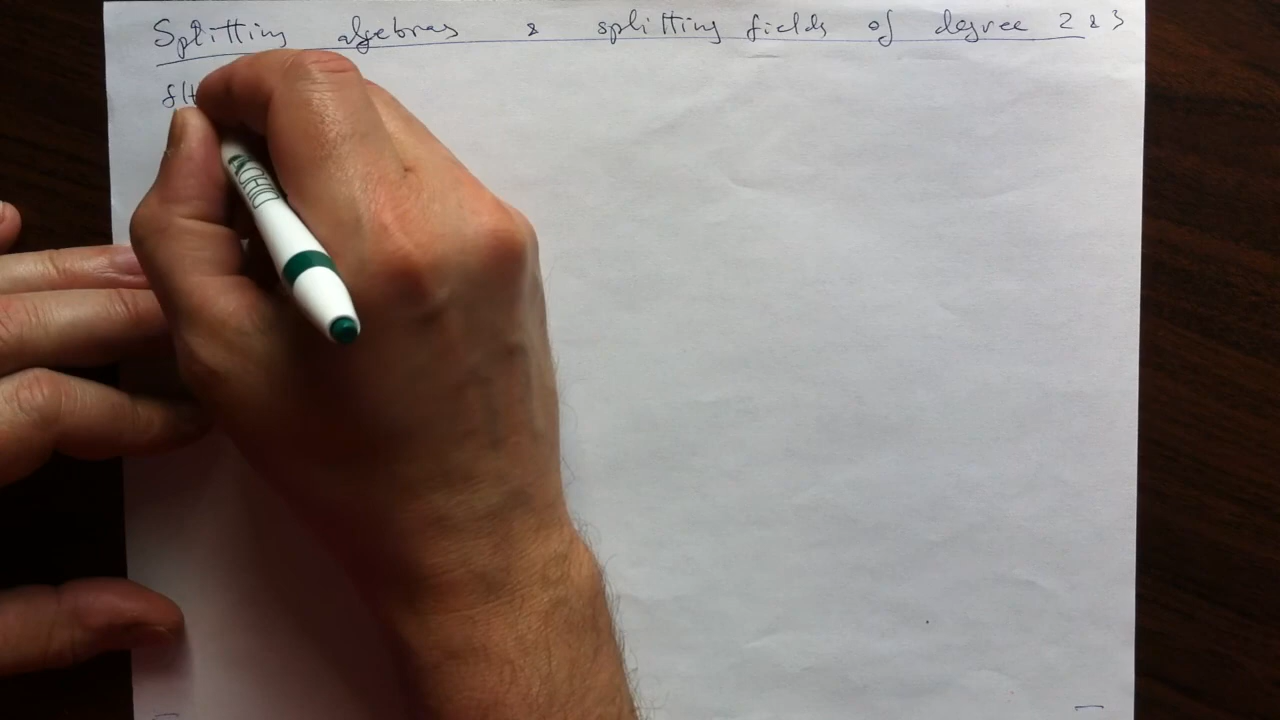 Splitting algebras & splitting fields of degree 2 & 3
f(t